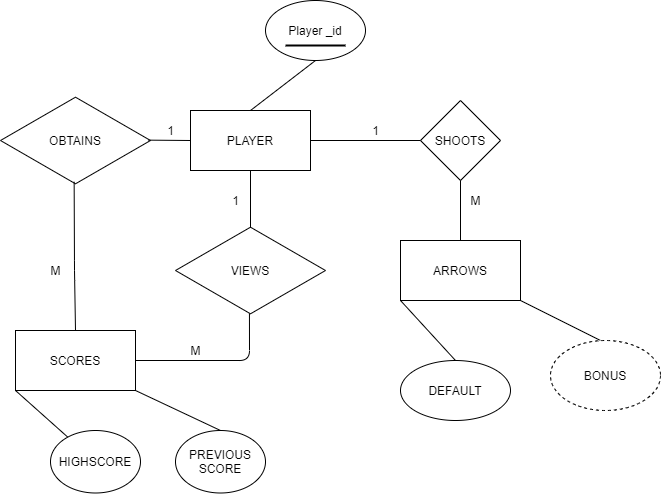 Player _id
OBTAINS
1
PLAYER
1
SHOOTS
1
M
M
VIEWS
ARROWS
M
SCORES
DEFAULT
BONUS
HIGHSCORE
PREVIOUS
SCORE